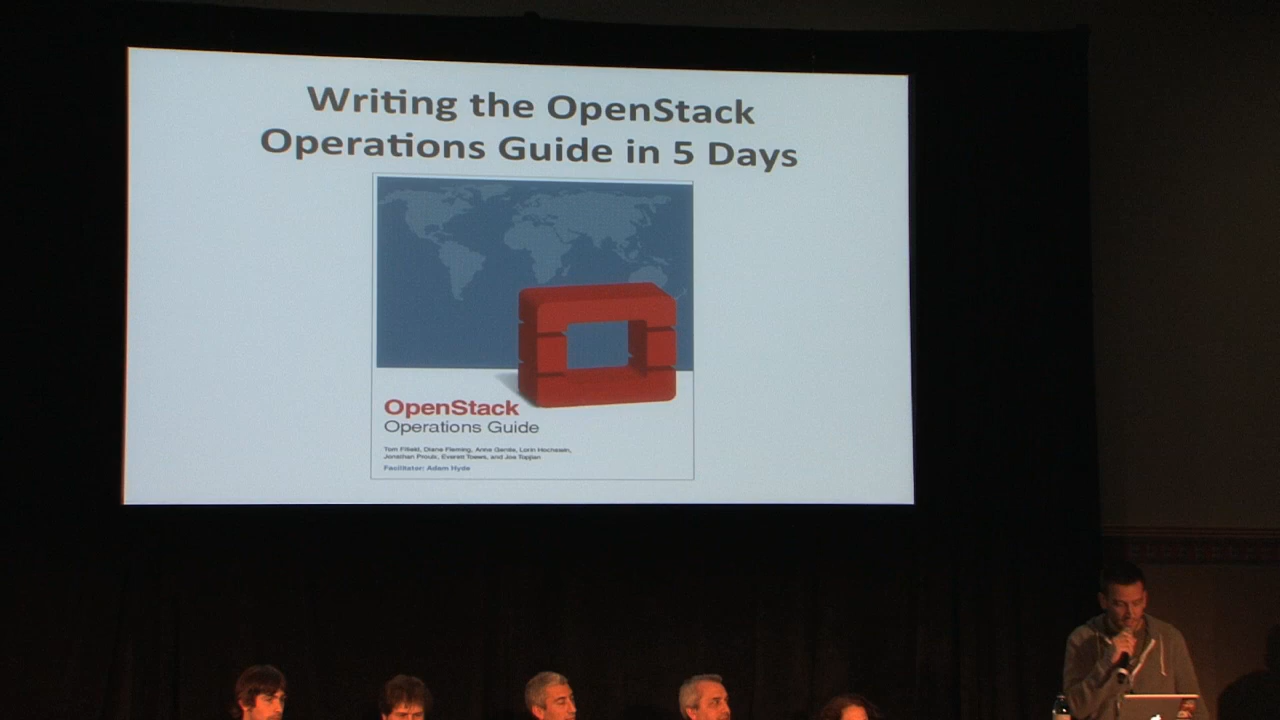 Writing the OpenStack
Operations Guide in 5 Days
OpenStack
Operations Guide
Tom Fifield, Diane Fleming, Anne Gentle, Lorin Hochstein,
Jonathan Proulx, Everett Toews, and Joe Topjian
Facilitator: Adam Hyde